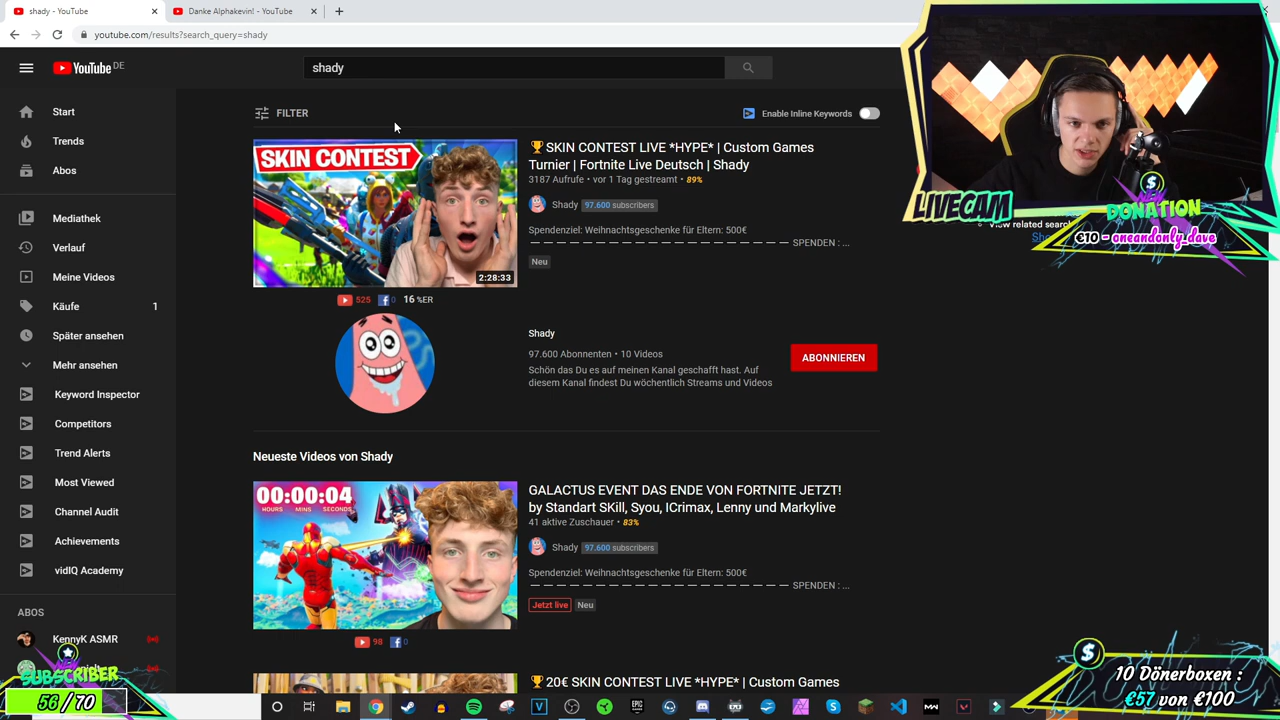 shady - YouTube
Danke Alphakevin! - YouTube
youtube.com/results?search_query=shady
YouTube DE
shady
Start
Trends
Abos
Mediathek
Verlauf
Meine Videos
Käufe 1
Später ansehen
Mehr ansehen
Keyword Inspector
Competitors
Trend Alerts
Most Viewed
Channel Audit
Achievements
vidIQ Academy
ABOS
KennyK ASMR
NEW
SUBSCRIBER
56 / 70
FILTER
Enable Inline Keywords
SKIN CONTEST
2:28:33
🏆SKIN CONTEST LIVE *HYPE* | Custom Games
Turnier | Fortnite Live Deutsch | Shady
3187 Aufrufe • vor 1 Tag gestreamt • 89%
Shady 97.600 subscribers
Spendenziel: Weihnachtsgeschenke für Eltern: 500€
– – – – – – – – – – – – – – – – – – – – – – – – – – – – – SPENDEN : ...
Neu
525 0 16 %ER
Shady
97.600 Abonnenten • 10 Videos
Schön das Du es auf meinen Kanal geschafft hast. Auf
diesem Kanal findest Du wöchentlich Streams und Videos
ABONNIEREN
Neueste Videos von Shady
00:00:04
HOURS MINS SECONDS
GALACTUS EVENT DAS ENDE VON FORTNITE JETZT!
by Standart SKill, Syou, ICrimax, Lenny und Markylive
41 aktive Zuschauer • 83%
Shady 97.600 subscribers
Spendenziel: Weihnachtsgeschenke für Eltern: 500€
– – – – – – – – – – – – – – – – – – – – – – – – – – – – – SPENDEN : ...
Jetzt live Neu
98 0
🏆 20€ SKIN CONTEST LIVE *HYPE* | Custom Games
LIVECAM
NEW
DONATION
€10 - oneandonly_dave
View related
10 Dönerboxen :
€57 von €100